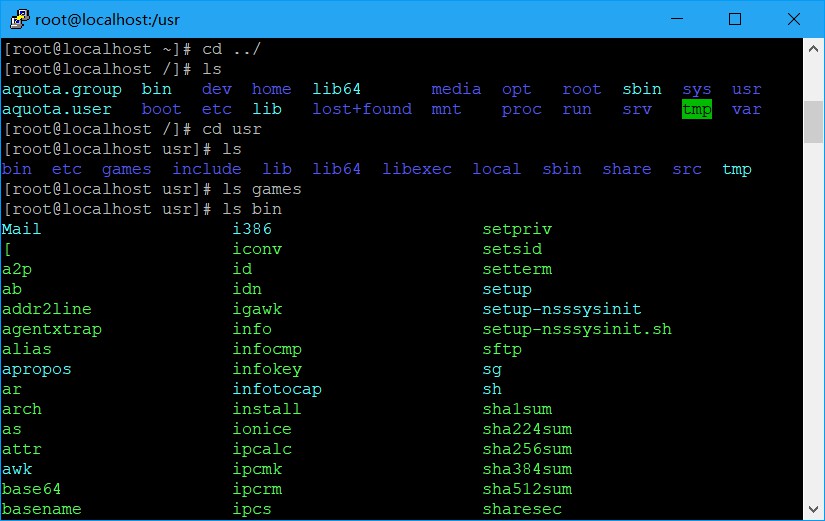 root@localhost:/usr
[root@localhost ~]# cd ../
[root@localhost /]# ls
aquota.group  bin   dev  home  lib64       media  opt   root  sbin  sys  usr
aquota.user   boot  etc  lib   lost+found  mnt    proc  run   srv   tmp  var
[root@localhost /]# cd usr
[root@localhost usr]# ls
bin  etc  games  include  lib  lib64  libexec  local  sbin  share  src  tmp
[root@localhost usr]# ls games
[root@localhost usr]# ls bin
Mail                   i386                     setpriv
[                      iconv                    setsid
a2p                    id                       setterm
ab                     idn                      setup
addr2line              igawk                    setup-nsssysinit
agentxtrap             info                     setup-nsssysinit.sh
alias                  infocmp                  sftp
apropos                infokey                  sg
ar                     infotocap                sh
arch                   install                  sha1sum
as                     ionice                   sha224sum
attr                   ipcalc                   sha256sum
awk                    ipcmk                    sha384sum
base64                 ipcrm                    sha512sum
basename               ipcs                     sharesec